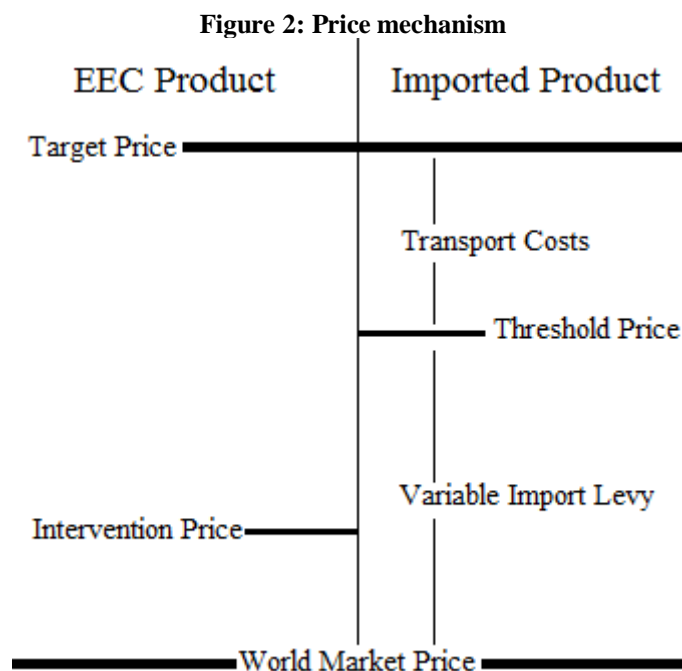 Figure 2: Price mechanism
EEC Product
Imported Product
Target Price
Transport Costs
Threshold Price
Variable Import Levy
Intervention Price
World Market Price